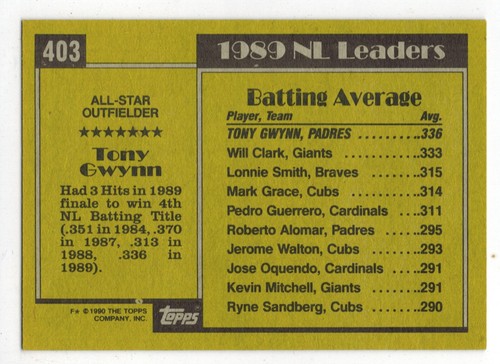 403
ALL-STAR
OUTFIELDER
★★★★★★★
Tony
Gwynn
Had 3 Hits in 1989
finale to win 4th
NL Batting Title
(.351 in 1984, .370
in 1987, .313 in
1988, .336 in
1989).
F* © 1990 THE TOPPS
COMPANY, INC.
Topps
1989 NL Leaders
Batting Average
Player, Team Avg.
TONY GWYNN, PADRES .........336
Will Clark, Giants ...........333
Lonnie Smith, Braves ......315
Mark Grace, Cubs .........314
Pedro Guerrero, Cardinals ....311
Roberto Alomar, Padres ....295
Jerome Walton, Cubs ......293
Jose Oquendo, Cardinals ....291
Kevin Mitchell, Giants ......291
Ryne Sandberg, Cubs ......290